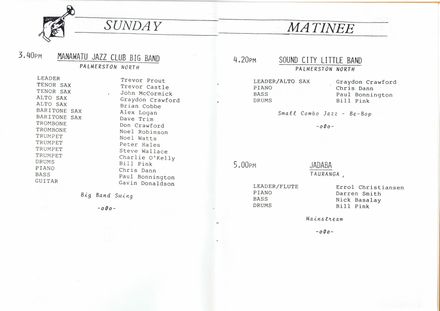 SUNDAY
3.40PM MANAWATU JAZZ CLUB BIG BAND
PALMERSTON NORTH
LEADER Trevor Prout
TENOR SAX Trevor Castle
TENOR SAX John McCormick
ALTO SAX Graydon Crawford
ALTO SAX Brian Cobbe
BARITONE SAX Alex Logan
BARITONE SAX Dave Trim
TROMBONE Don Crawford
TROMBONE Noel Robinson
TRUMPET Noel Watts
TRUMPET Peter Hales
TRUMPET Steve Wallace
TRUMPET Charlie O'Kelly
DRUMS Bill Pink
PIANO Chris Dann
BASS Paul Bonnington
GUITAR Gavin Donaldson
Big Band Swing
-oOo-
MATINEE
4.20PM SOUND CITY LITTLE BAND
PALMERSTON NORTH
LEADER/ALTO SAX Graydon Crawford
PIANO Chris Dann
BASS Paul Bonnington
DRUMS Bill Pink
Small Combo Jazz - Be-Bop
-oOo-
5.00PM JADABA
TAURANGA
LEADER/FLUTE Errol Christiansen
PIANO Darren Smith
BASS Nick Basalay
DRUMS Bill Pink
Mainstream
-oOo-